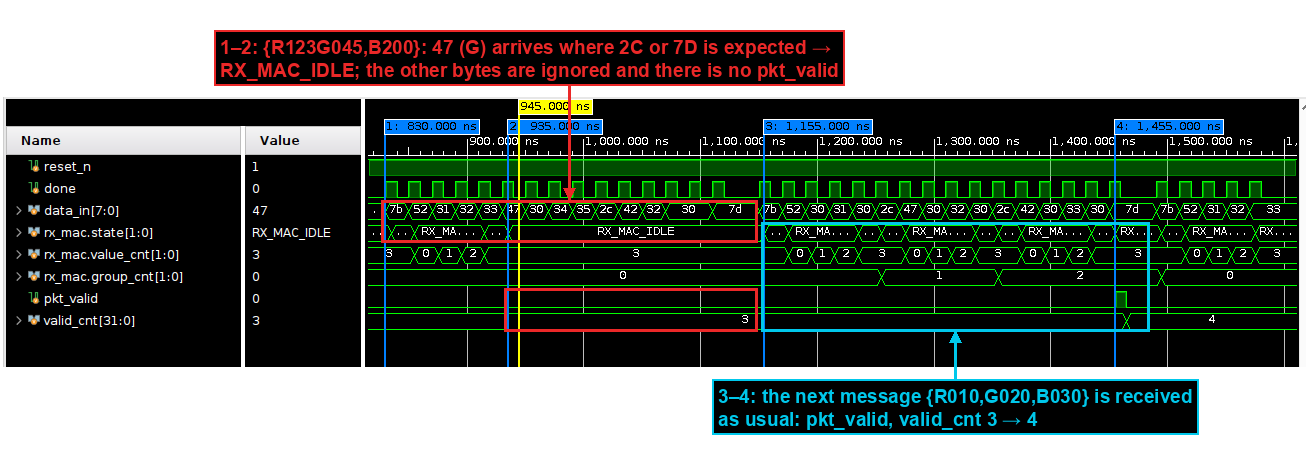 1–2: {R123G045,B200}: 47 (G) arrives where 2C or 7D is expected →
RX_MAC_IDLE; the other bytes are ignored and there is no pkt_valid
945.000 ns
1: 830.000 ns 2 935.000 ns 3: 1,155.000 ns 4: 1,455.000 ns
Name Value 900.000 ns 1,000.000 ns 1,100.000 ns 1,200.000 ns 1,300.000 ns 1,400.000 ns 1,500.000 ns
reset_n 1
done 0
data_in[7:0] 47 7b 52 31 32 33 47 30 34 35 2c 42 32 30 7d 7b 52 30 31 30 2c 47 30 32 30 2c 42 30 33 30 7d 7b 52 31 32 33
rx_mac.state[1:0] RX_MAC_IDLE ... RX_MA... ... RX_MAC_IDLE ... RX_MA... ... RX_MA... ... RX_MA... ... RX... ... RX_MA... RX...
rx_mac.value_cnt[1:0] 3 3 0 1 2 3 0 1 2 3 0 1 2 3 0 1 2 3 0 1 2 3
rx_mac.group_cnt[1:0] 0 0 1 2 0
pkt_valid 0
valid_cnt[31:0] 3 3 4
3–4: the next message {R010,G020,B030} is received
as usual: pkt_valid, valid_cnt 3 → 4